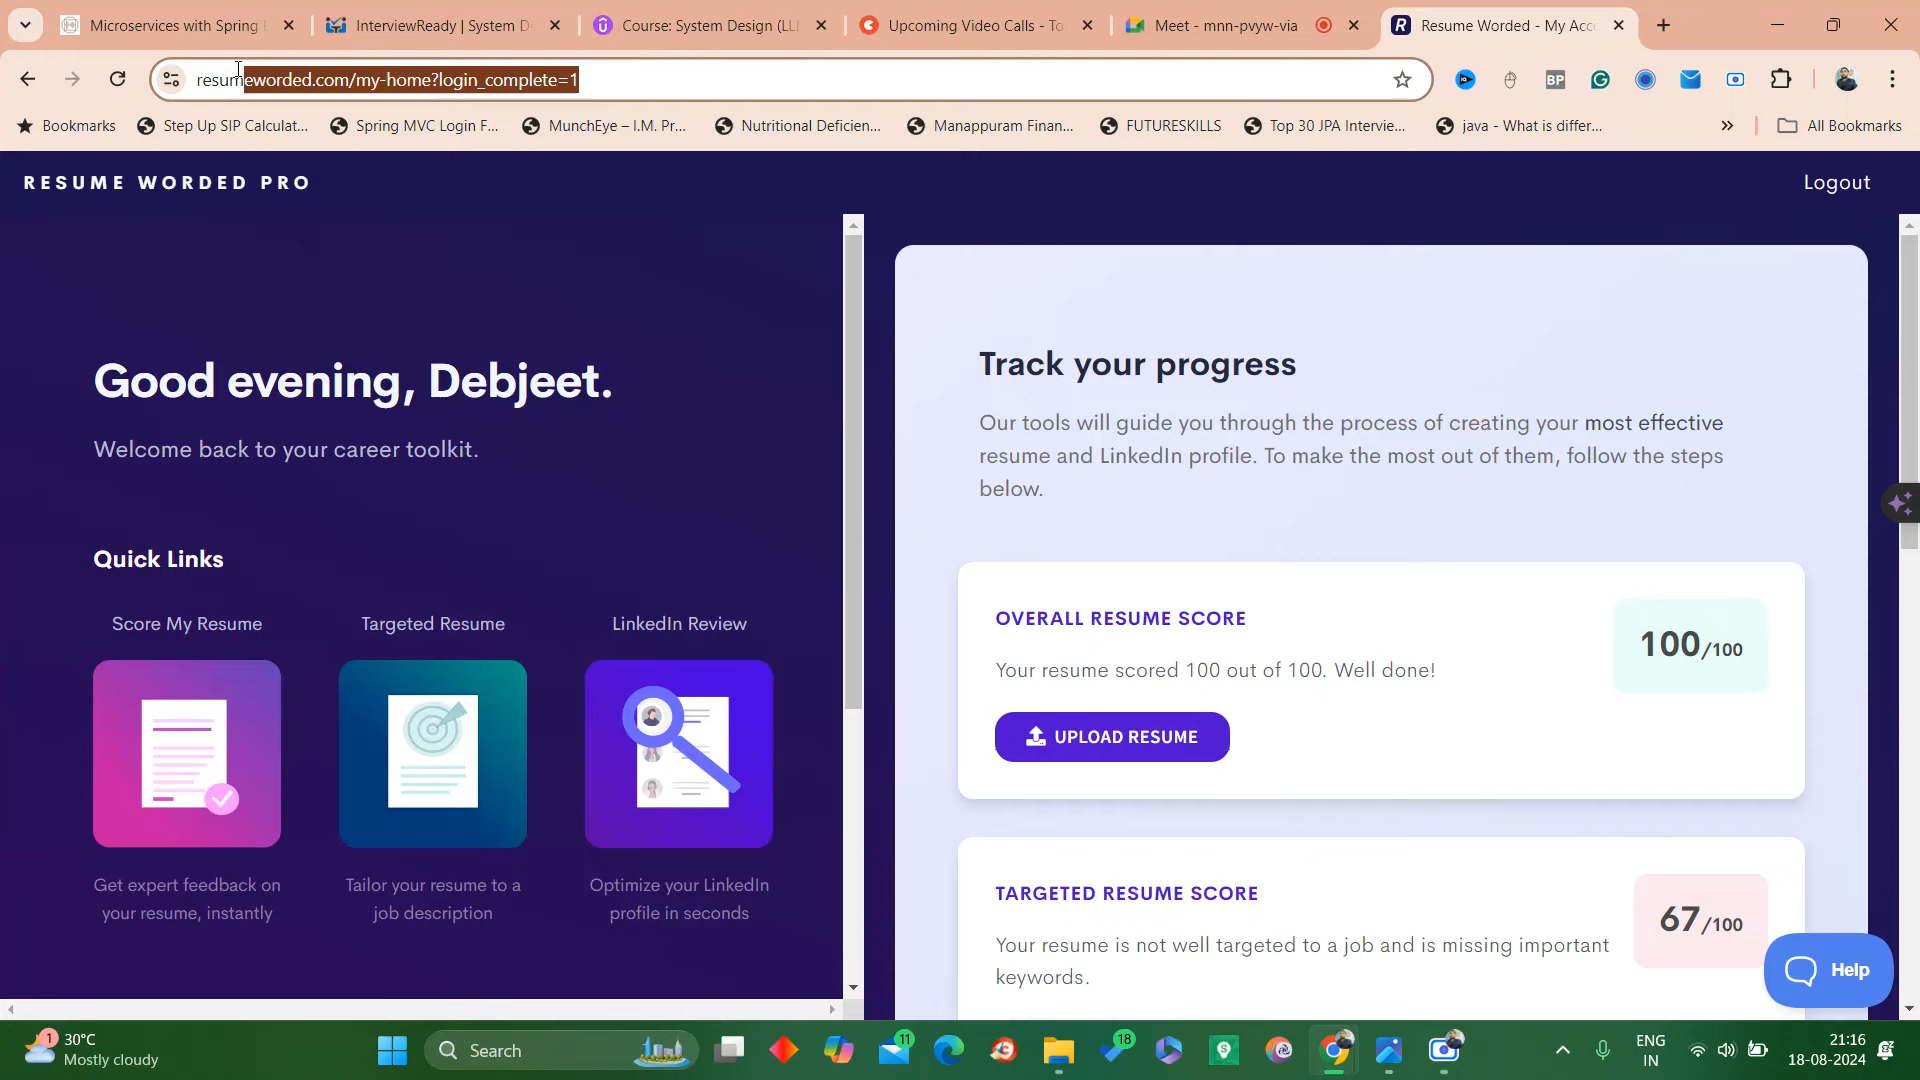 Microservices with Spring B
InterviewReady | System De
Course: System Design (LLD
Upcoming Video Calls - To
Meet - mnn-pvyw-via
Resume Worded - My Acc
resumeworded.com/my-home?login_complete=1
BP
Bookmarks
Step Up SIP Calculat...
Spring MVC Login F...
MunchEye – I.M. Pr...
Nutritional Deficien...
Manappuram Finan...
FUTURESKILLS
Top 30 JPA Intervie...
java - What is differ...
All Bookmarks
RESUME WORDED PRO
Logout
Good evening, Debjeet.
Welcome back to your career toolkit.
Quick Links
Score My Resume
Targeted Resume
LinkedIn Review
Get expert feedback on
your resume, instantly
Tailor your resume to a
job description
Optimize your LinkedIn
profile in seconds
Track your progress
Our tools will guide you through the process of creating your most effective
resume and LinkedIn profile. To make the most out of them, follow the steps
below.
OVERALL RESUME SCORE
100/100
Your resume scored 100 out of 100. Well done!
UPLOAD RESUME
TARGETED RESUME SCORE
67/100
Your resume is not well targeted to a job and is missing important
keywords.
Help
1
30°C
Mostly cloudy
Search
11
18
ENG
IN
21:16
18-08-2024